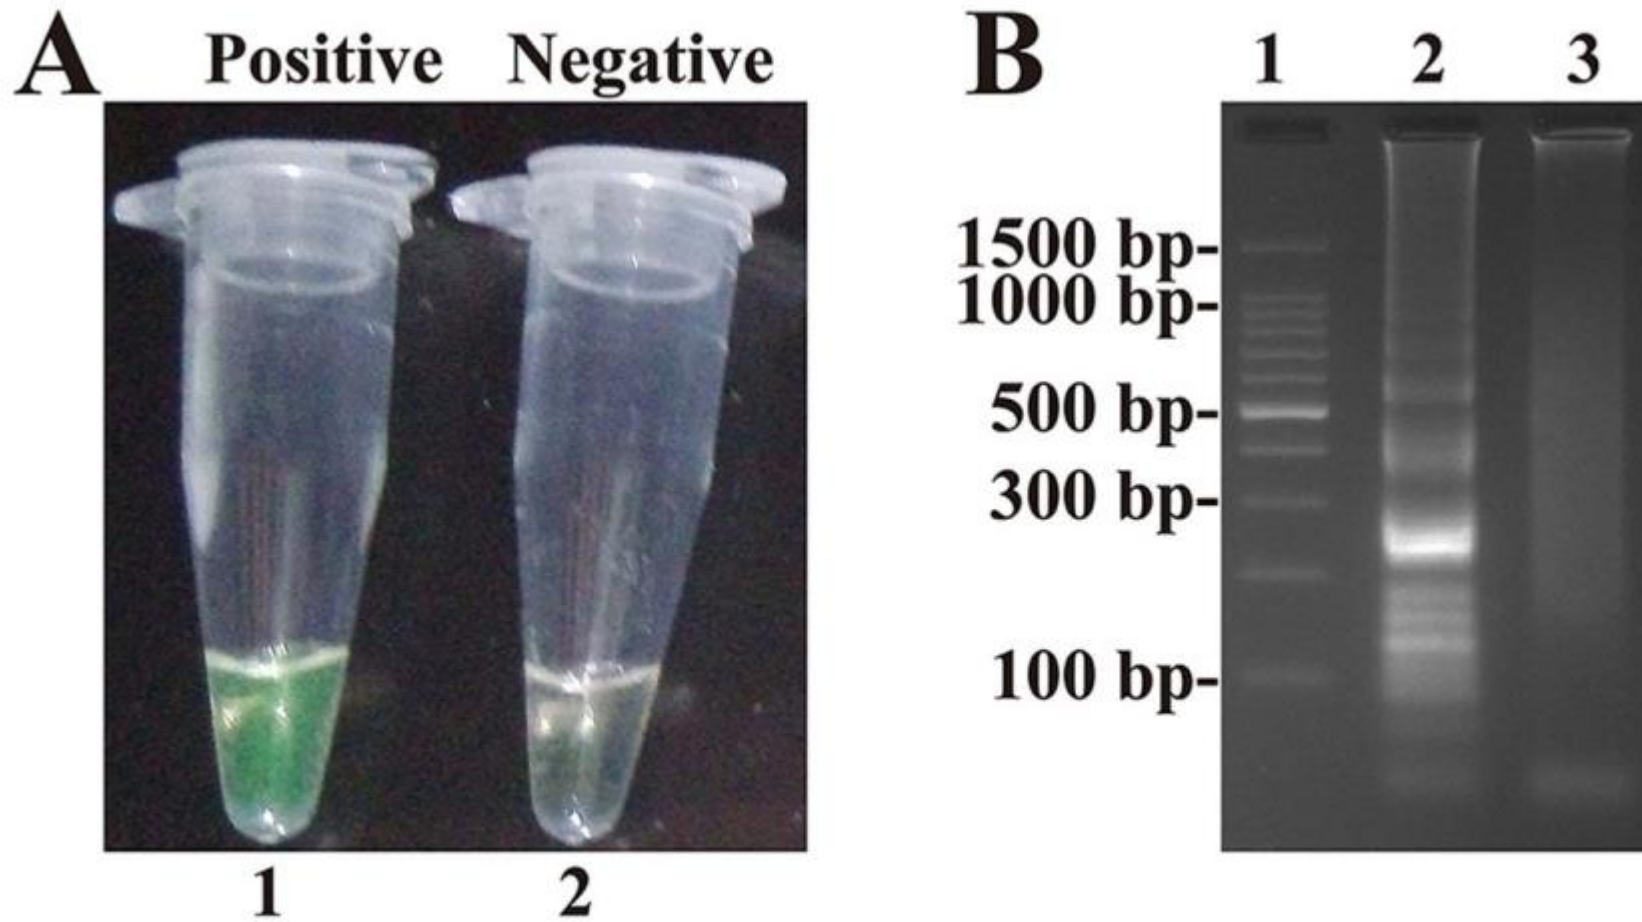 A
Positive Negative
1 2
B
1 2 3
1500 bp-
1000 bp-
500 bp-
300 bp-
100 bp-